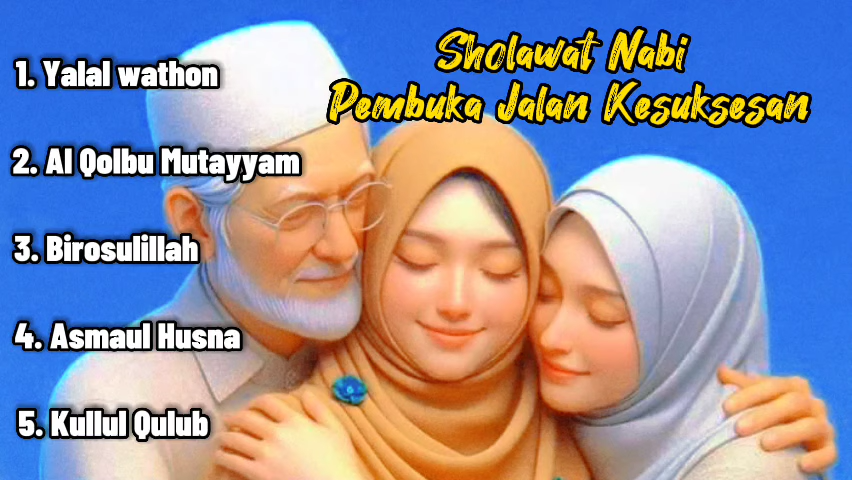 Sholawat Nabi
Pembuka Jalan Kesuksesan
1. Yalal wathon
2. Al Qolbu Mutayyam
3. Birosulillah
4. Asmaul Husna
5. Kullul Qulub